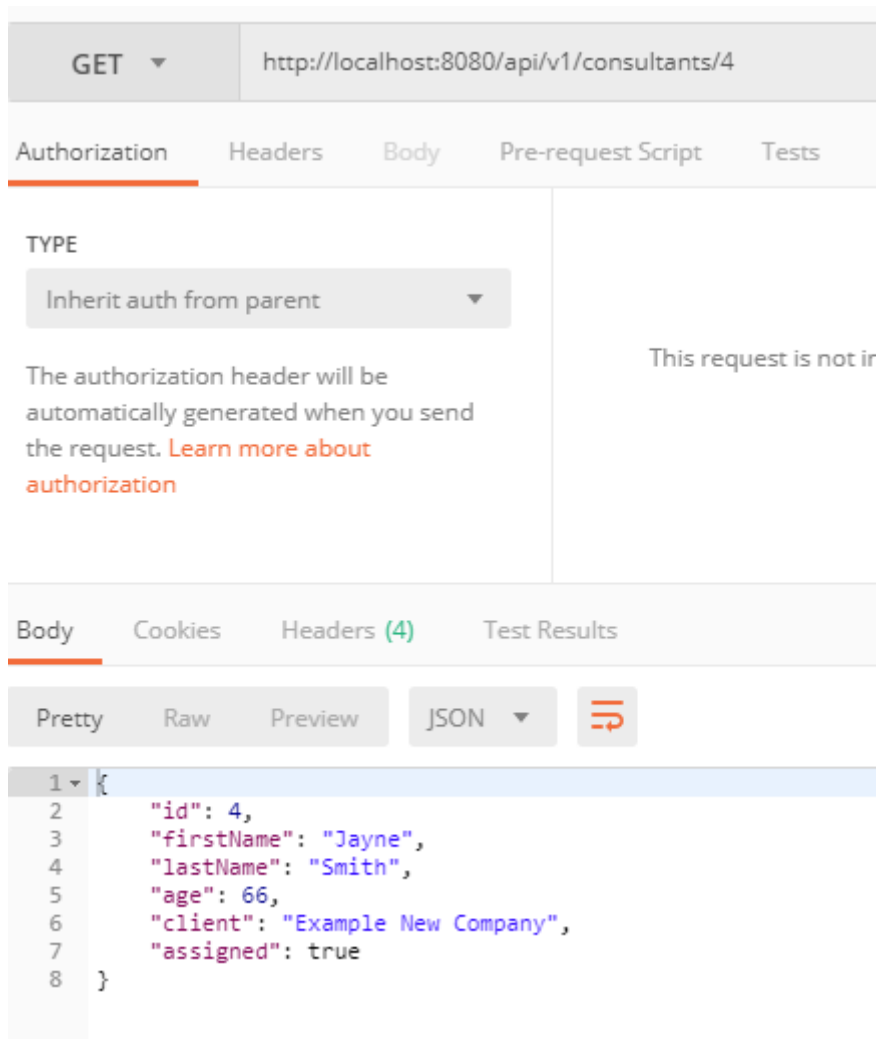 GET http://localhost:8080/api/v1/consultants/4
Authorization Headers Body Pre-request Script Tests
TYPE
Inherit auth from parent
The authorization header will be
automatically generated when you send
the request. Learn more about
authorization
This request is not
Body Cookies Headers (4) Test Results
Pretty Raw Preview JSON
1 {
2 "id": 4,
3 "firstName": "Jayne",
4 "lastName": "Smith",
5 "age": 66,
6 "client": "Example New Company",
7 "assigned": true
8 }